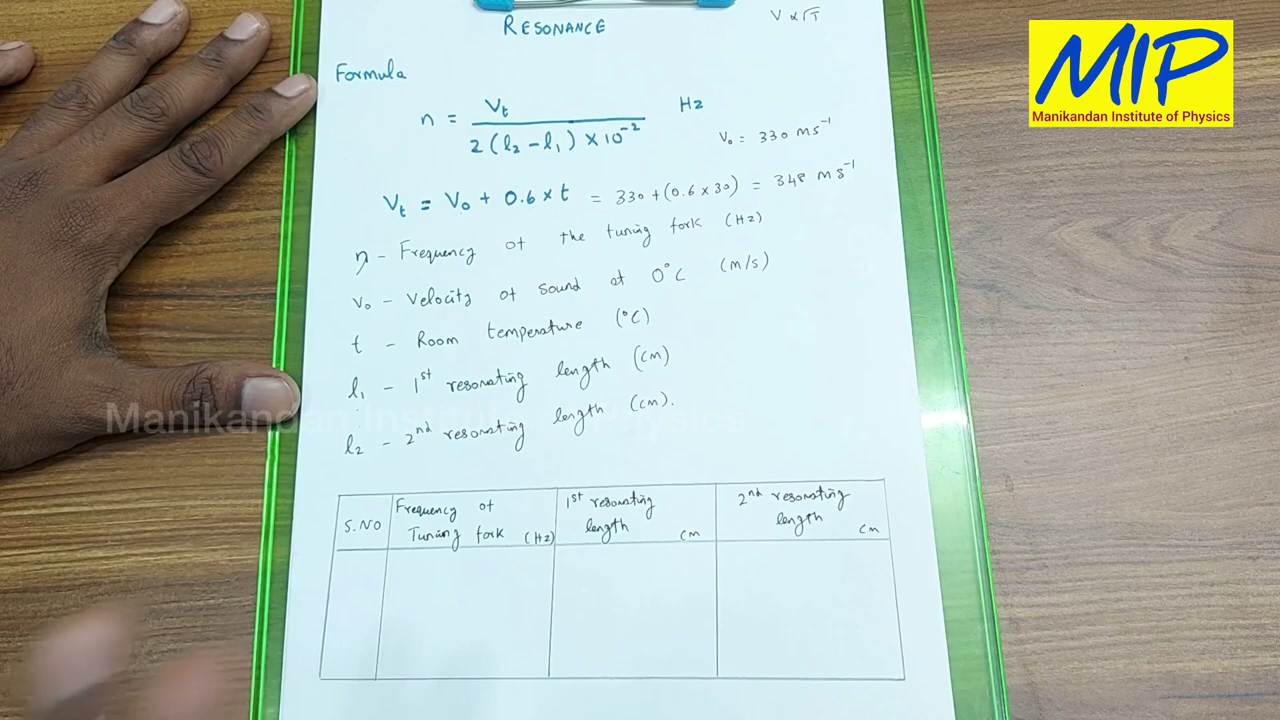 RESONANCE
V ∝ √T
MIP
Manikandan Institute of Physics
Formula
n = Vt / 2(l2 - l1) × 10^-2 Hz
V0 = 330 ms^-1
Vt = V0 + 0.6 × t = 330 + (0.6 × 30) = 348 ms^-1
n - Frequency of the tuning fork (Hz)
V0 - Velocity of Sound at 0°C (m/s)
t - Room temperature (°C)
l1 - 1st resonating length (cm)
Manikandan Institute of Physics
l2 - 2nd resonating length (cm).
S.NO
Frequency of
Tuning fork (Hz)
1st resonating
length cm
2nd resonating
length cm